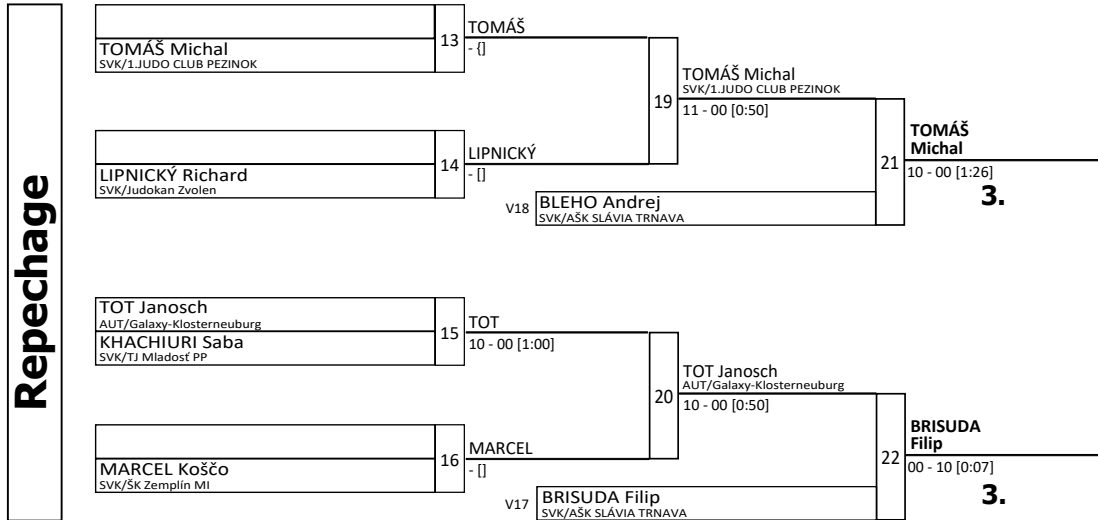 Repechage
TOMÁŠ Michal
SVK/1.JUDO CLUB PEZINOK
13
TOMÁŠ
- {]
LIPNICKÝ Richard
SVK/Judokan Zvolen
14
LIPNICKÝ
- []
19
TOMÁŠ Michal
SVK/1.JUDO CLUB PEZINOK
11 - 00 [0:50]
V18
BLEHO Andrej
SVK/AŠK SLÁVIA TRNAVA
21
TOMÁŠ
Michal
10 - 00 [1:26]
3.
TOT Janosch
AUT/Galaxy-Klosterneuburg
KHACHIURI Saba
SVK/TJ Mladosť PP
15
TOT
10 - 00 [1:00]
MARCEL Koščo
SVK/ŠK Zemplín MI
16
MARCEL
- []
20
TOT Janosch
AUT/Galaxy-Klosterneuburg
10 - 00 [0:50]
V17
BRISUDA Filip
SVK/AŠK SLÁVIA TRNAVA
22
BRISUDA
Filip
00 - 10 [0:07]
3.